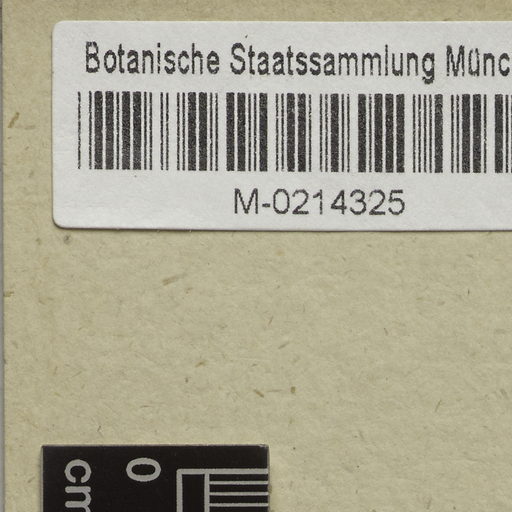 Botanische Staatssammlung Münc
M-0214325
0
cm